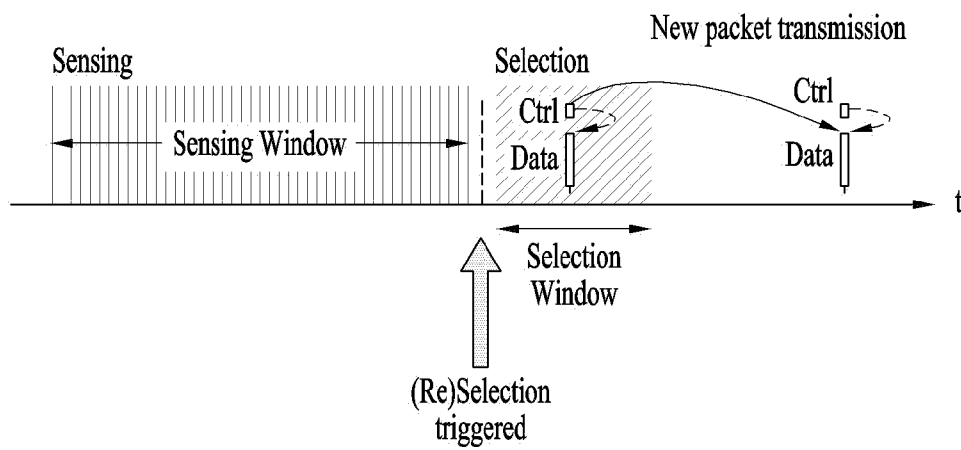 New packet transmission
Sensing
Selection
Ctrl
Ctrl
Sensing Window
Data
Data
t
Selection
Window
(Re)Selection
triggered